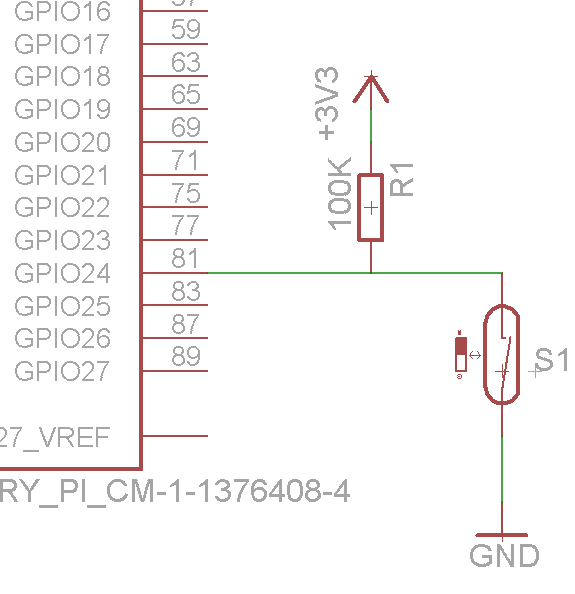 GPIO16 57
GPIO17 59
GPIO18 63
GPIO19 65
GPIO20 69
GPIO21 71
GPIO22 75
GPIO23 77
GPIO24 81
GPIO25 83
GPIO26 87
GPIO27 89
27_VREF
RY_PI_CM-1-1376408-4
+3V3
100K
R1
S1
GND